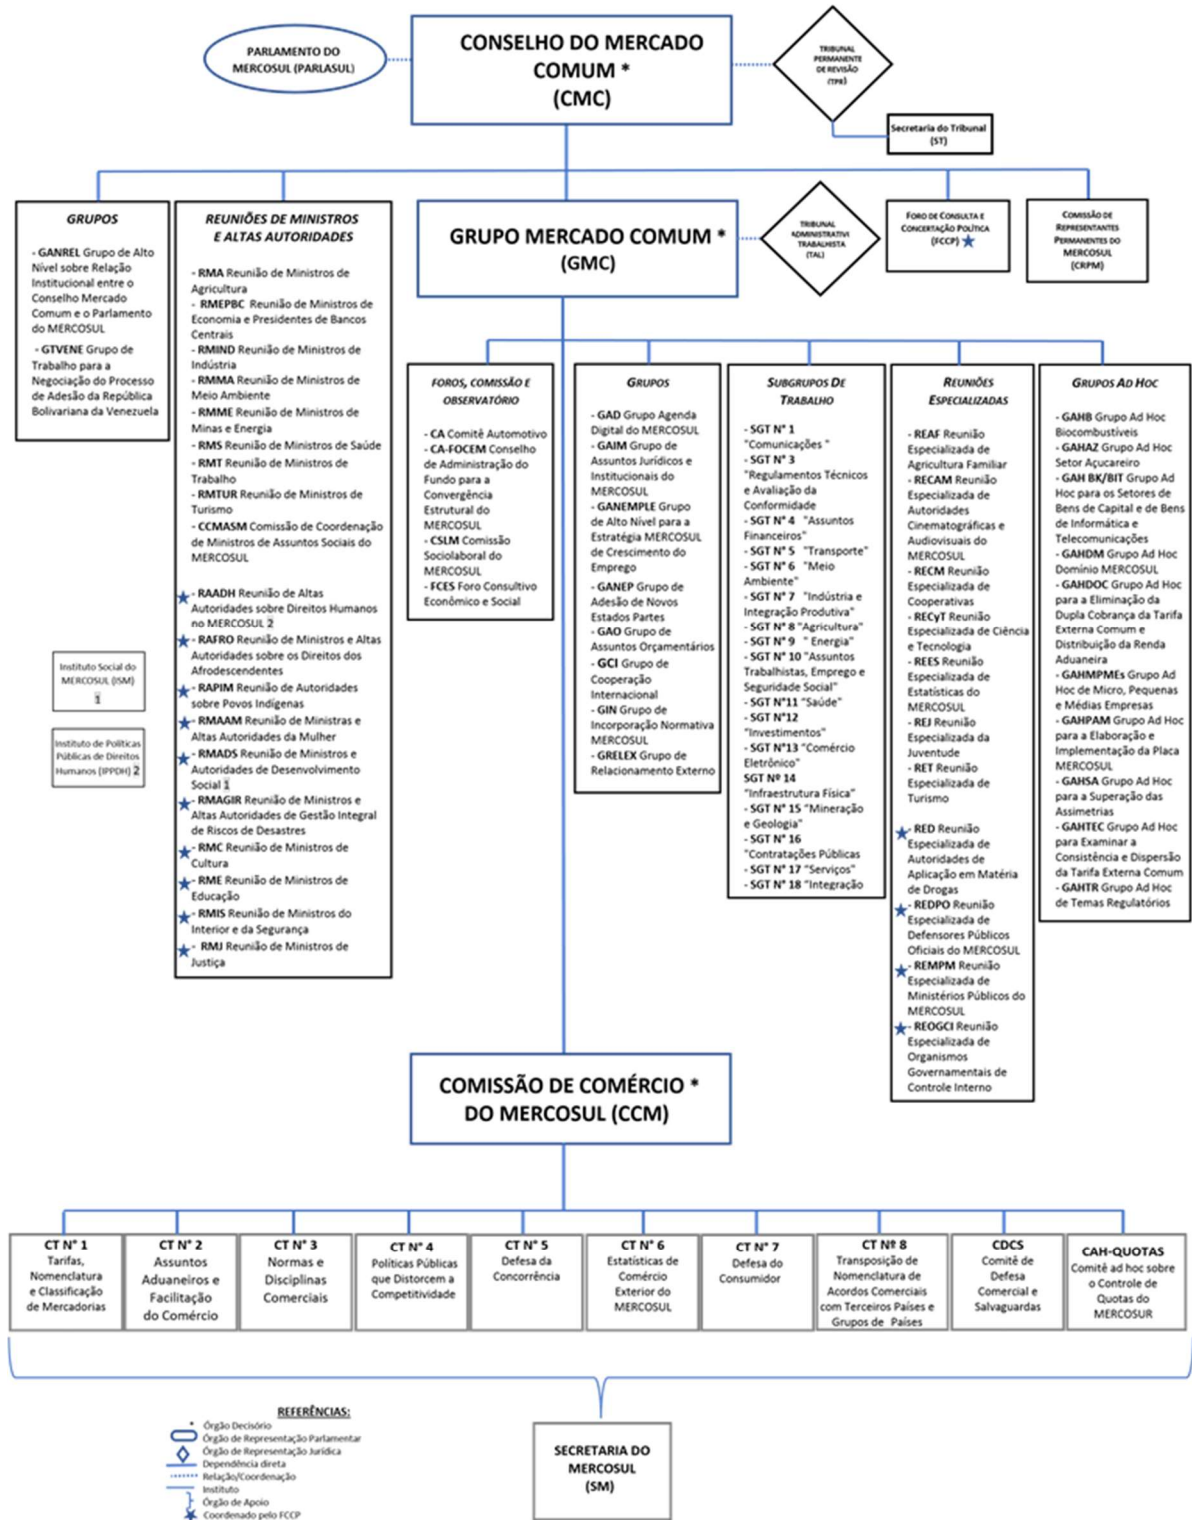 PARLAMENTO DO
MERCOSUL (PARLASUL)
CONSELHO DO MERCADO
COMUM *
(CMC)
TRIBUNAL
PERMANENTE
DE REVISÃO
(TPR)
Secretaria do Tribunal
(ST)
GRUPOS
- GANREL Grupo de Alto
Nível sobre Relação
Institucional entre o
Conselho Mercado
Comum e o Parlamento
do MERCOSUL
- GTVENE Grupo de
Trabalho para a
Negociação do Processo
de Adesão da República
Bolivariana da Venezuela
REUNIÕES DE MINISTROS
E ALTAS AUTORIDADES
- RMA Reunião de Ministros de
Agricultura
- RMEPBC Reunião de Ministros de
Economia e Presidentes de Bancos
Centrais
- RMIND Reunião de Ministros de
Indústria
- RMMA Reunião de Ministros de
Meio Ambiente
- RMME Reunião de Ministros de
Minas e Energia
- RMS Reunião de Ministros de Saúde
- RMT Reunião de Ministros de
Trabalho
- RMTUR Reunião de Ministros de
Turismo
- CCMASM Comissão de Coordenação
de Ministros de Assuntos Sociais do
MERCOSUL
- RAADH Reunião de Altas
Autoridades sobre Direitos Humanos
no MERCOSUL 2
- RAFRO Reunião de Ministros e Altas
Autoridades sobre os Direitos dos
Afrodescendentes
- RAPIM Reunião de Autoridades
sobre Povos Indígenas
- RMAAM Reunião de Ministras e
Altas Autoridades da Mulher
- RMADS Reunião de Ministros e
Autoridades de Desenvolvimento
Social 1
- RMAGIR Reunião de Ministros e
Altas Autoridades de Gestão Integral
de Riscos de Desastres
- RMC Reunião de Ministros de
Cultura
- RME Reunião de Ministros de
Educação
- RMIS Reunião de Ministros do
Interior e da Segurança
- RMJ Reunião de Ministros de
Justiça
Instituto Social do
MERCOSUL (ISM)
1
Instituto de Políticas
Públicas de Direitos
Humanos (IPPDH) 2
GRUPO MERCADO COMUM *
(GMC)
TRIBUNAL
ADMINISTRATIVI
TRABALHISTA
(TAL)
FORO DE CONSULTA E
CONCERTAÇÃO POLÍTICA
(FCCP)
COMISSÃO DE
REPRESENTANTES
PERMANENTES DO
MERCOSUL
(CRPM)
FOROS, COMISSÃO E
OBSERVATÓRIO
- CA Comitê Automotivo
- CA-FOCEM Conselho
de Administração do
Fundo para a
Convergência
Estrutural do
MERCOSUL
- CSLM Comissão
Sociolaboral do
MERCOSUL
- FCES Foro Consultivo
Econômico e Social
GRUPOS
- GAD Grupo Agenda
Digital do MERCOSUL
- GAIM Grupo de
Assuntos Jurídicos e
Institucionais do
MERCOSUL
- GANEMPLE Grupo
de Alto Nível para a
Estratégia MERCOSUL
de Crescimento do
Emprego
- GANEP Grupo de
Adesão de Novos
Estados Partes
- GAO Grupo de
Assuntos Orçamentários
- GCI Grupo de
Cooperação
Internacional
- GIN Grupo de
Incorporação Normativa
MERCOSUL
- GRELEX Grupo de
Relacionamento Externo
SUBGRUPOS DE
TRABALHO
- SGT N° 1
"Comunicações "
- SGT N° 3
"Regulamentos Técnicos
e Avaliação da
Conformidade
- SGT N° 4 "Assuntos
Financeiros"
- SGT N° 5 "Transporte"
- SGT N° 6 "Meio
Ambiente"
- SGT N° 7 "Indústria e
Integração Produtiva"
- SGT N° 8 "Agricultura"
- SGT N° 9 " Energia"
- SGT N° 10 "Assuntos
Trabalhistas, Emprego e
Seguridade Social"
- SGT N°11 "Saúde"
- SGT N°12
"Investimentos"
- SGT N°13 "Comércio
Eletrônico"
SGT Nº 14
"Infraestrutura Física"
- SGT N° 15 "Mineração
e Geologia"
- SGT N° 16
"Contratações Públicas
- SGT N° 17 "Serviços"
- SGT N° 18 "Integração
REUNIÕES
ESPECIALIZADAS
- REAF Reunião
Especializada de
Agricultura Familiar
- RECAM Reunião
Especializada de
Autoridades
Cinematográficas e
Audiovisuais do
MERCOSUL
- RECM Reunião
Especializada de
Cooperativas
- RECyT Reunião
Especializada de Ciência
e Tecnologia
- REES Reunião
Especializada de
Estatísticas do
MERCOSUL
- REJ Reunião
Especializada da
Juventude
- RET Reunião
Especializada de
Turismo
- RED Reunião
Especializada de
Autoridades de
Aplicação em Matéria
de Drogas
- REDPO Reunião
Especializada de
Defensores Públicos
Oficiais do MERCOSUL
- REMPM Reunião
Especializada de
Ministérios Públicos do
MERCOSUL
- REOGCI Reunião
Especializada de
Organismos
Governamentais de
Controle Interno
GRUPOS AD HOC
- GAHB Grupo Ad Hoc
Biocombustíveis
- GAHAZ Grupo Ad Hoc
Setor Açucareiro
- GAH BK/BIT Grupo Ad
Hoc para os Setores de
Bens de Capital e de Bens
de Informática e
Telecomunicações
- GAHDM Grupo Ad Hoc
Domínio MERCOSUL
- GAHDOC Grupo Ad Hoc
para a Eliminação da
Dupla Cobrança da Tarifa
Externa Comum e
Distribuição da Renda
Aduaneira
- GAHMPMEs Grupo Ad
Hoc de Micro, Pequenas
e Médias Empresas
- GAHPAM Grupo Ad Hoc
para a Elaboração e
Implementação da Placa
MERCOSUL
- GAHSA Grupo Ad Hoc
para a Superação das
Assimetrias
- GAHTEC Grupo Ad Hoc
para Examinar a
Consistência e Dispersão
da Tarifa Externa Comum
- GAHTR Grupo Ad Hoc
de Temas Regulatórios
COMISSÃO DE COMÉRCIO *
DO MERCOSUL (CCM)
CT N° 1
Tarifas,
Nomenclatura
e Classificação
de Mercadorias
CT N° 2
Assuntos
Aduaneiros e
Facilitação
do Comércio
CT N° 3
Normas e
Disciplinas
Comerciais
CT N° 4
Políticas Públicas
que Distorcem a
Competitividade
CT N° 5
Defesa da
Concorrência
CT N° 6
Estatísticas de
Comércio
Exterior do
MERCOSUL
CT N° 7
Defesa do
Consumidor
CT Nº 8
Transposição de
Nomenclatura de
Acordos Comerciais
com Terceiros Países e
Grupos de Países
CDCS
Comitê de
Defesa
Comercial e
Salvaguardas
CAH-QUOTAS
Comitê ad hoc sobre
o Controle de
Quotas do
MERCOSUR
REFERÊNCIAS:
* Órgão Decisório
Órgão de Representação Parlamentar
Órgão de Representação Jurídica
Dependência direta
Relação/Coordenação
Instituto
Órgão de Apoio
Coordenado pelo FCCP
SECRETARIA DO
MERCOSUL
(SM)